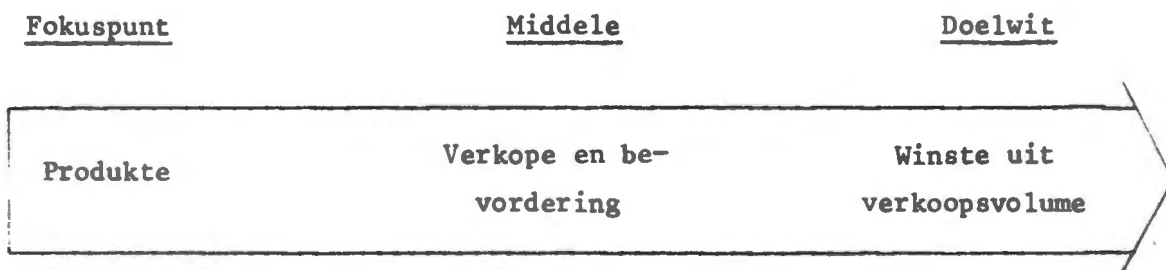 Fokuspunt Middele Doelwit
Produkte Verkope en be- Winste uit
vordering verkoopsvolume